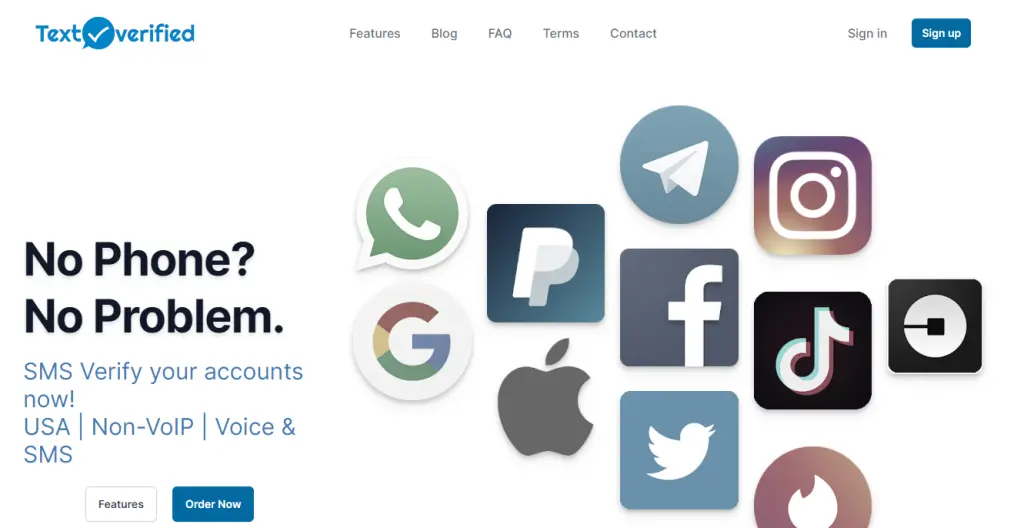 Textverified
Features Blog FAQ Terms Contact Sign in Sign up
No Phone?
No Problem.
SMS Verify your accounts
now!
USA | Non-VoIP | Voice &
SMS
Features Order Now